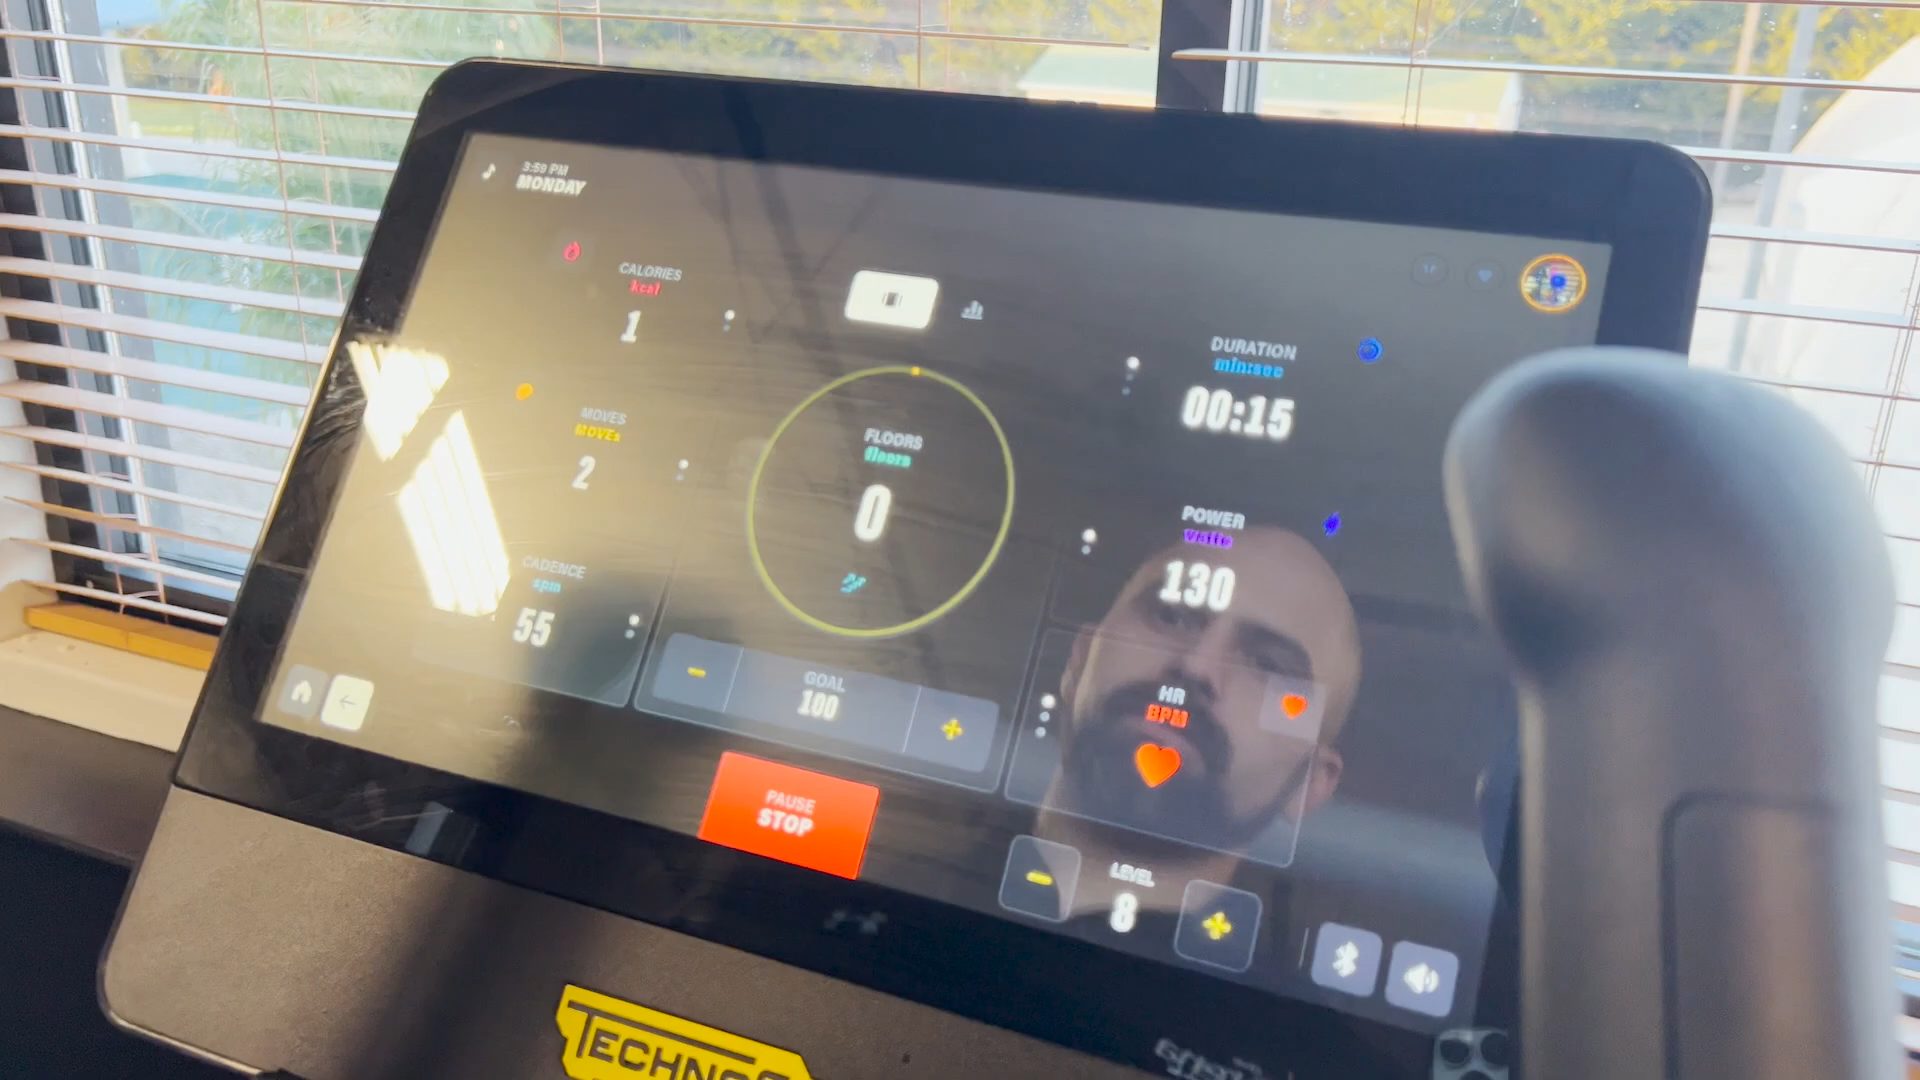 3:59 PM
MONDAY
CALORIES
kcal
1
MOVES
MOVEs
2
CADENCE
spm
55
FLOORS
floors
0
GOAL
100
DURATION
min:sec
00:15
POWER
watts
130
HR
BPM
PAUSE
STOP
LEVEL
8